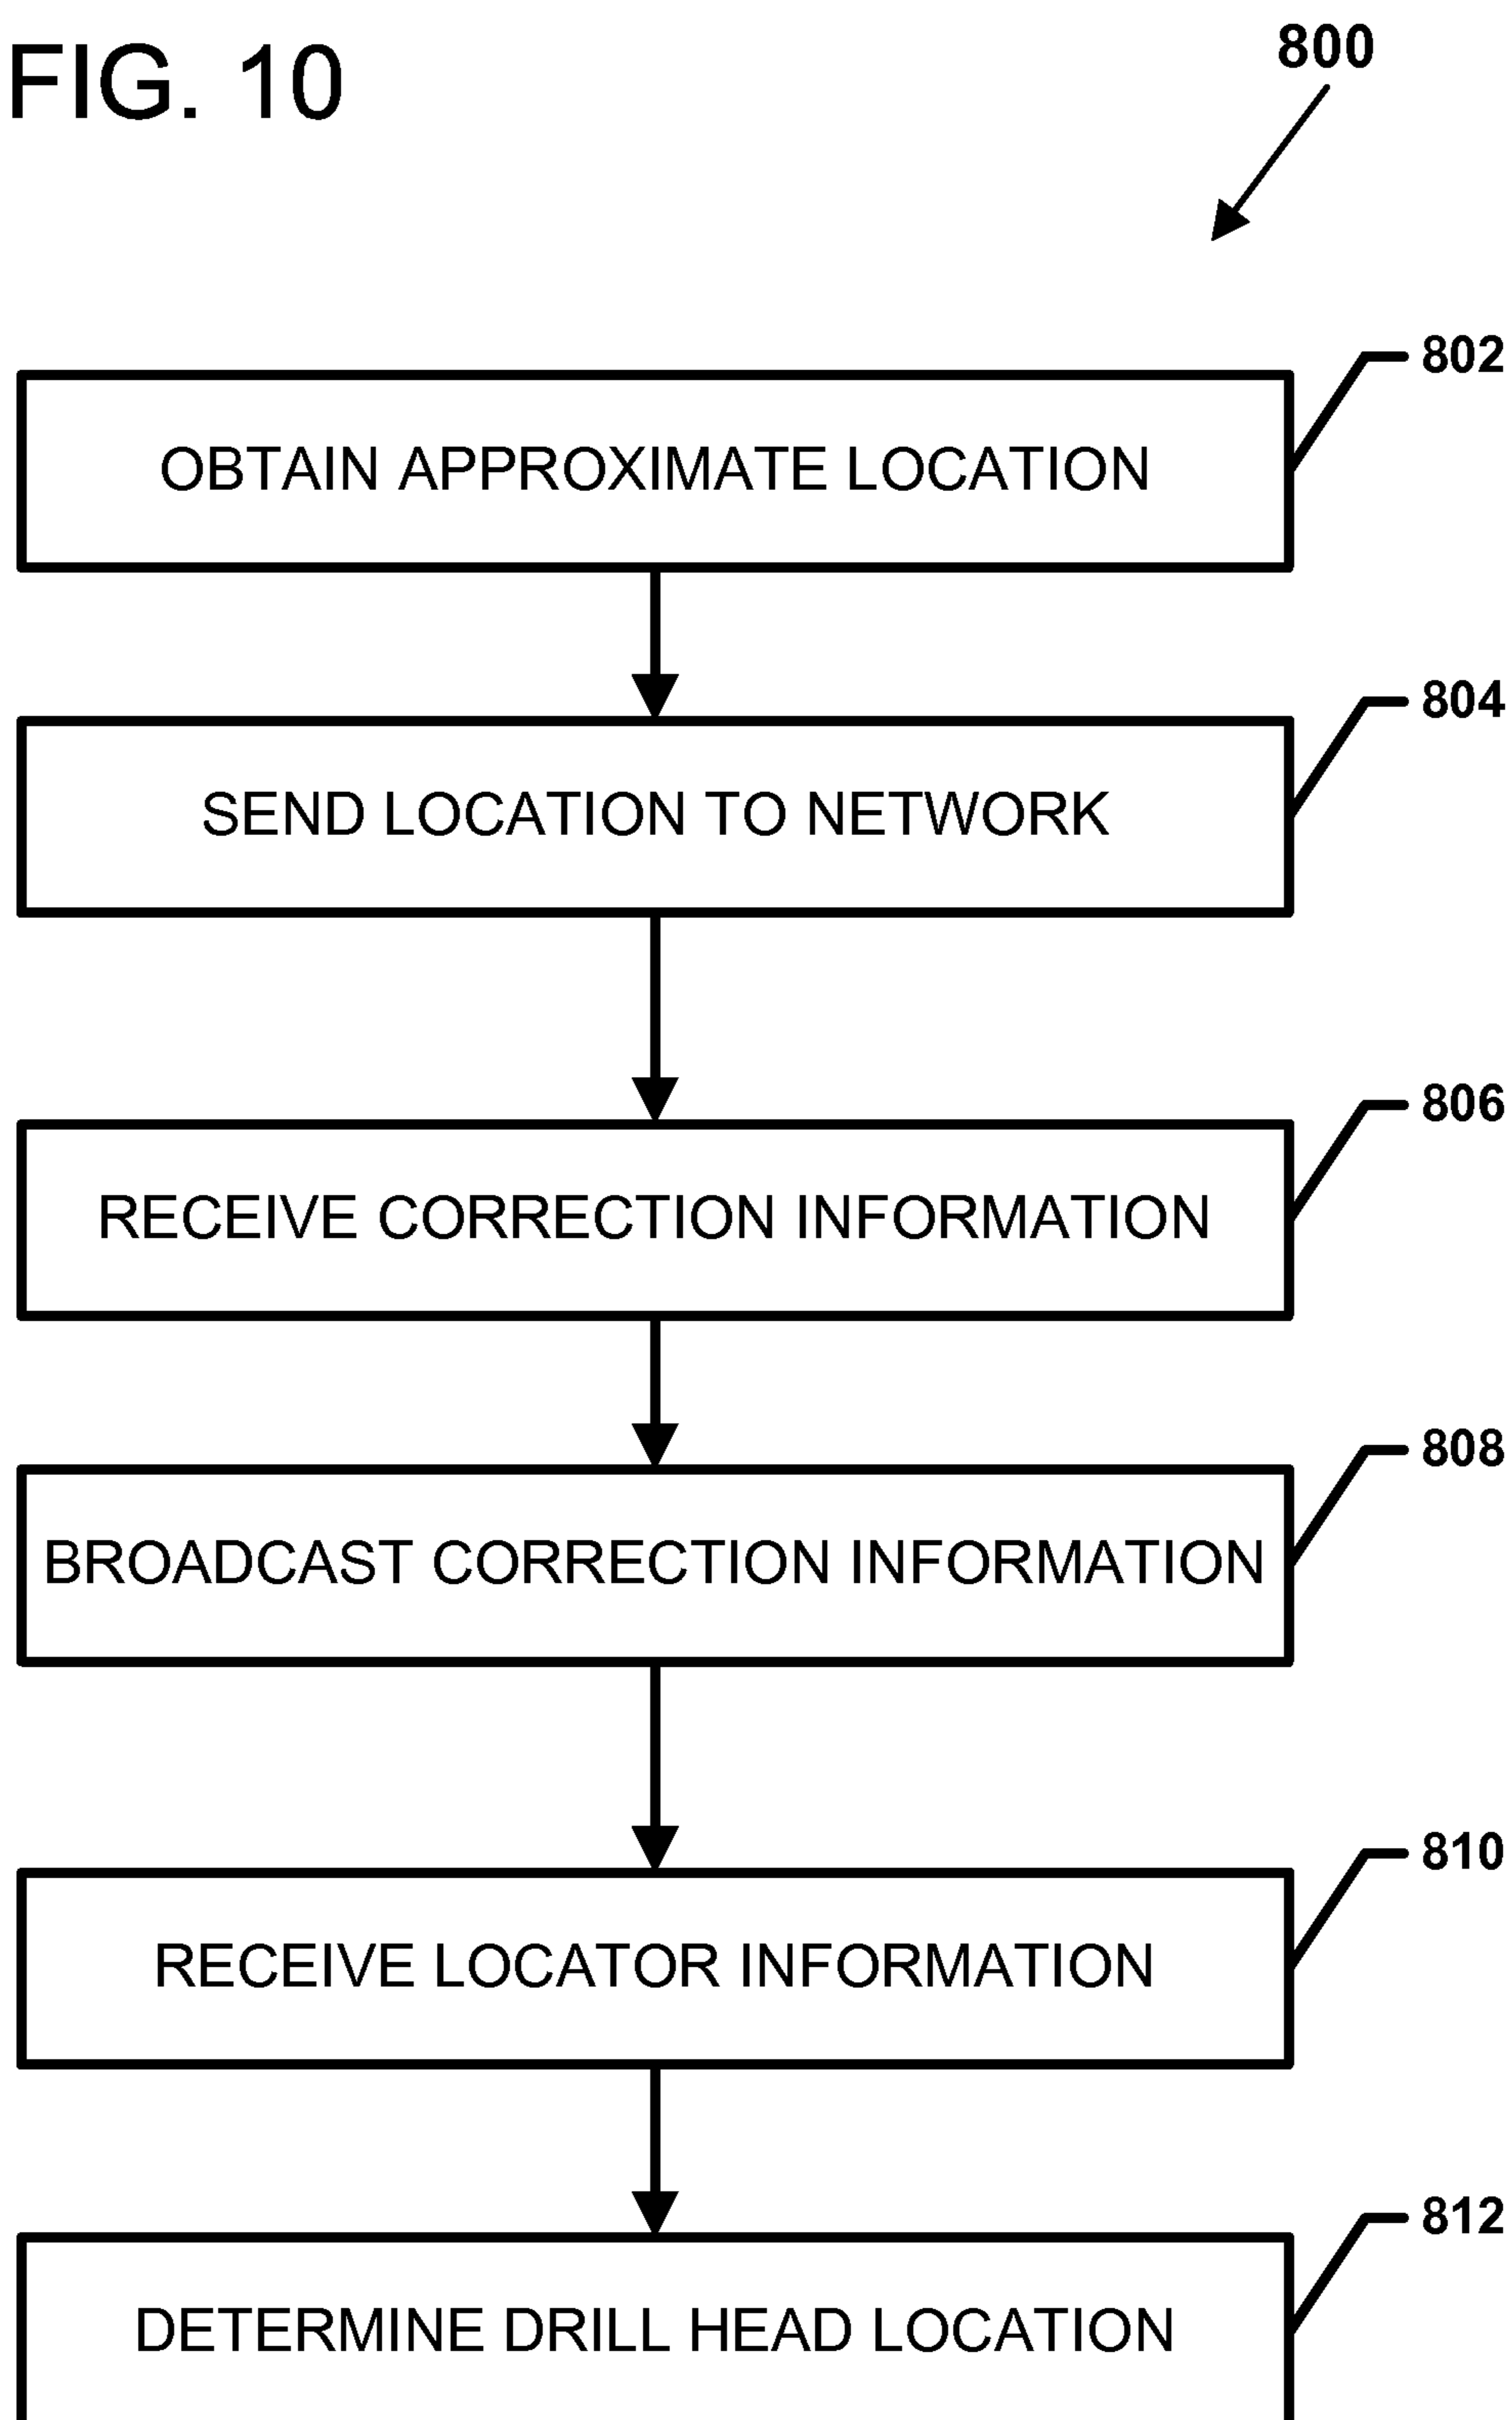 FIG. 10
800
802
OBTAIN APPROXIMATE LOCATION
804
SEND LOCATION TO NETWORK
806
RECEIVE CORRECTION INFORMATION
808
BROADCAST CORRECTION INFORMATION
810
RECEIVE LOCATOR INFORMATION
812
DETERMINE DRILL HEAD LOCATION